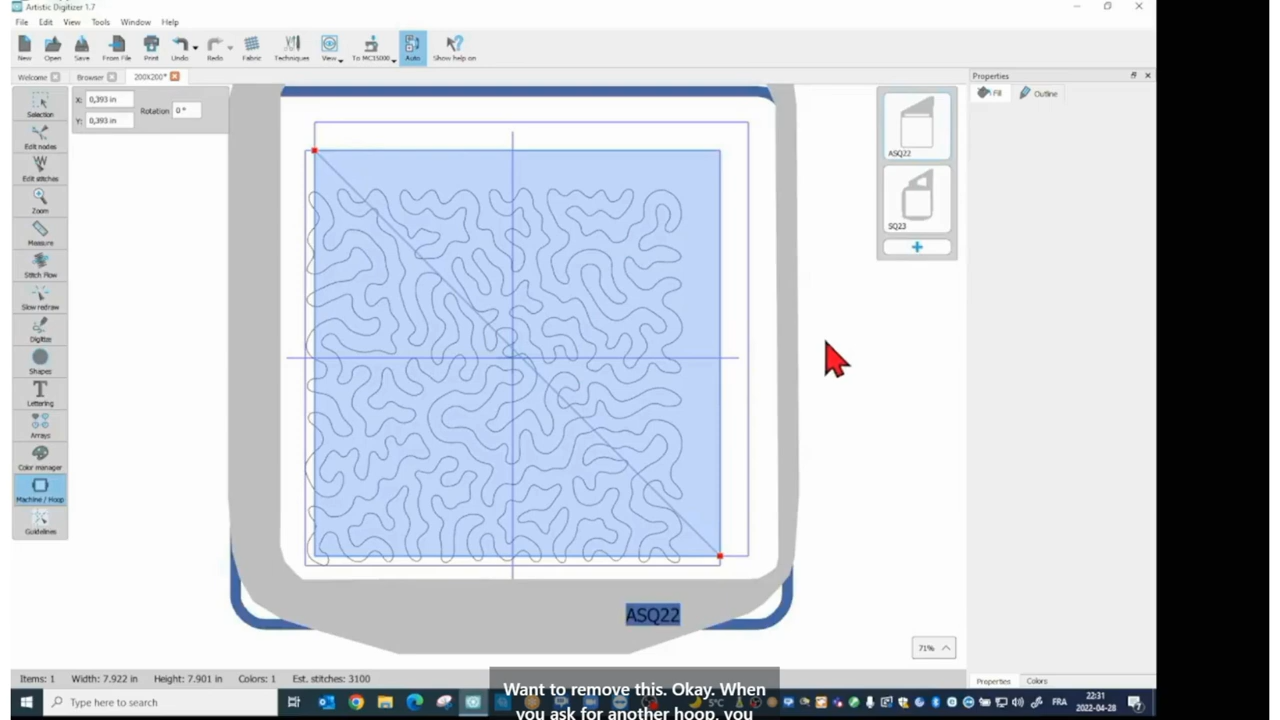 Artistic Digitizer 1.7
File Edit View Tools Window Help
New Open Save From File Print Undo Redo Fabric Techniques View To MC15000 Auto Show help on
Welcome Browser 200X200*
Properties
X: 0,393 in
Y: 0,393 in
Rotation 0 °
Fill Outline
Selection
Edit nodes
Edit stitches
Zoom
Measure
Stitch Flow
Slow redraw
Digitize
Shapes
Lettering
Arrays
Color manager
Machine / Hoop
Guidelines
ASQ22
SQ23
ASQ22
71%
Items: 1 Width: 7.922 in Height: 7.901 in Colors: 1 Est. stitches: 3100
Properties Colors
Want to remove this. Okay. When
you ask for another hoop, you
Type here to search
5°C
FRA
22:31
2022-04-28